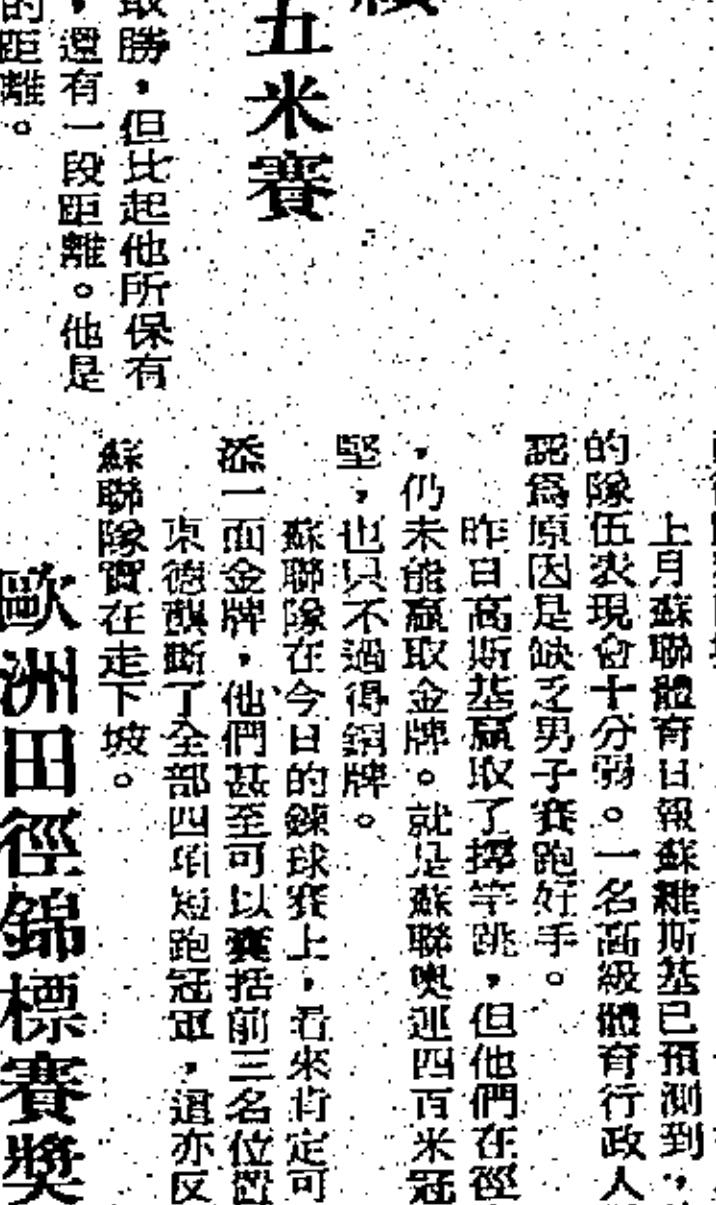 五米賽
取勝，但比起他所保有
，還有一段距離。他是
的距離。
上月蘇聯體育日報蘇維斯基已預測到，
的隊伍表現會十分弱。一名高級體育行政人
認爲原因是缺乏男子賽跑好手。
昨日高斯基贏取了撑竿跳，但他們在徑
，仍未能贏取金牌。就是蘇聯奧運四百米冠
堅，也只不過得銅牌。
蘇聯隊在今日的鍊球賽上，看來肯定可
添一面金牌，他們甚至可以囊括前三名位置
東德壟斷了全部四項短跑冠軍，這亦反
蘇聯隊實在走下坡。
歐洲田徑錦標賽獎